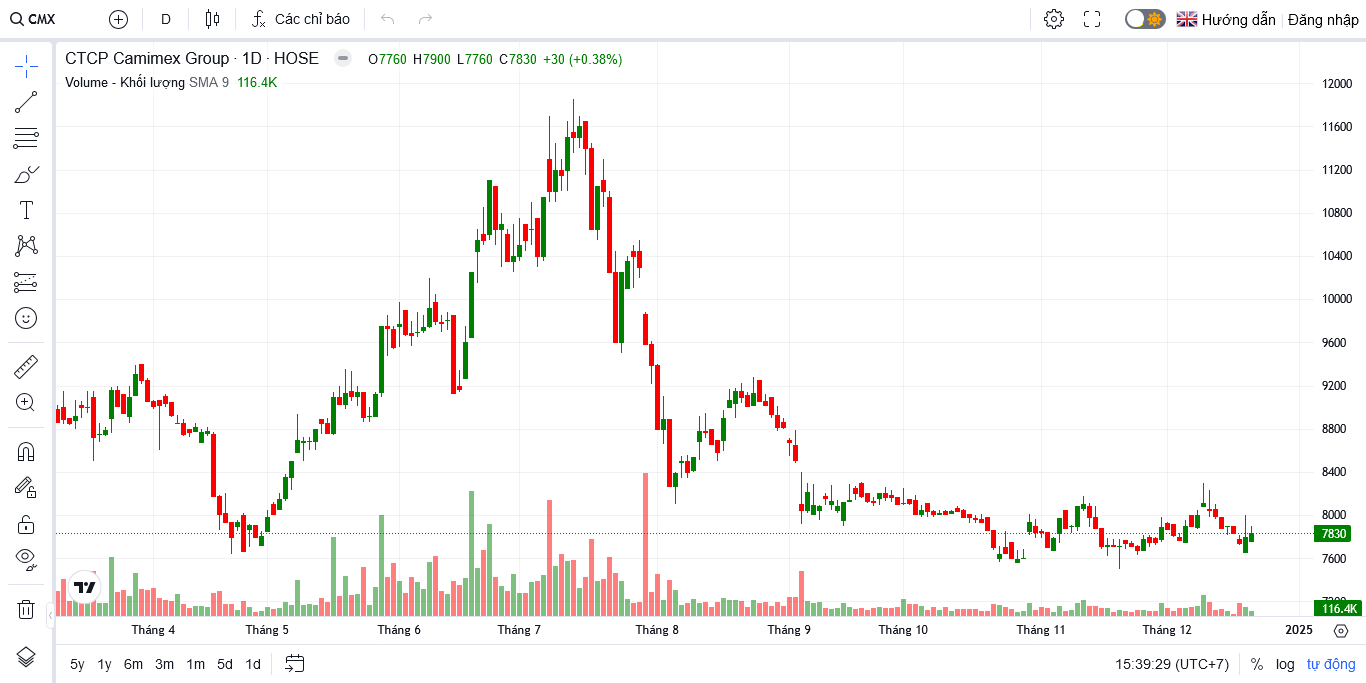 CMX D Các chỉ báo Hướng dẫn Đăng nhập
CTCP Camimex Group · 1D · HOSE O7760 H7900 L7760 C7830 +30 (+0.38%)
Volume - Khối lượng SMA 9 116.4K
12000
11600
11200
10800
10400
10000
9600
9200
8800
8400
8000
7830
7600
7200
116.4K
Tháng 4 Tháng 5 Tháng 6 Tháng 7 Tháng 8 Tháng 9 Tháng 10 Tháng 11 Tháng 12 2025
5y 1y 6m 3m 1m 5d 1d 15:39:29 (UTC+7) % log tự động